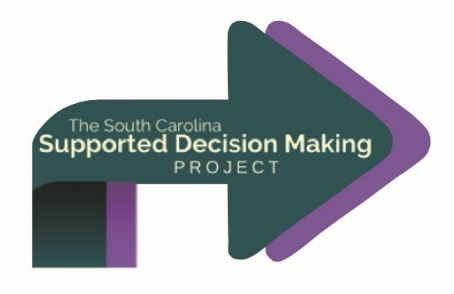 The South Carolina
Supported Decision Making
PROJECT